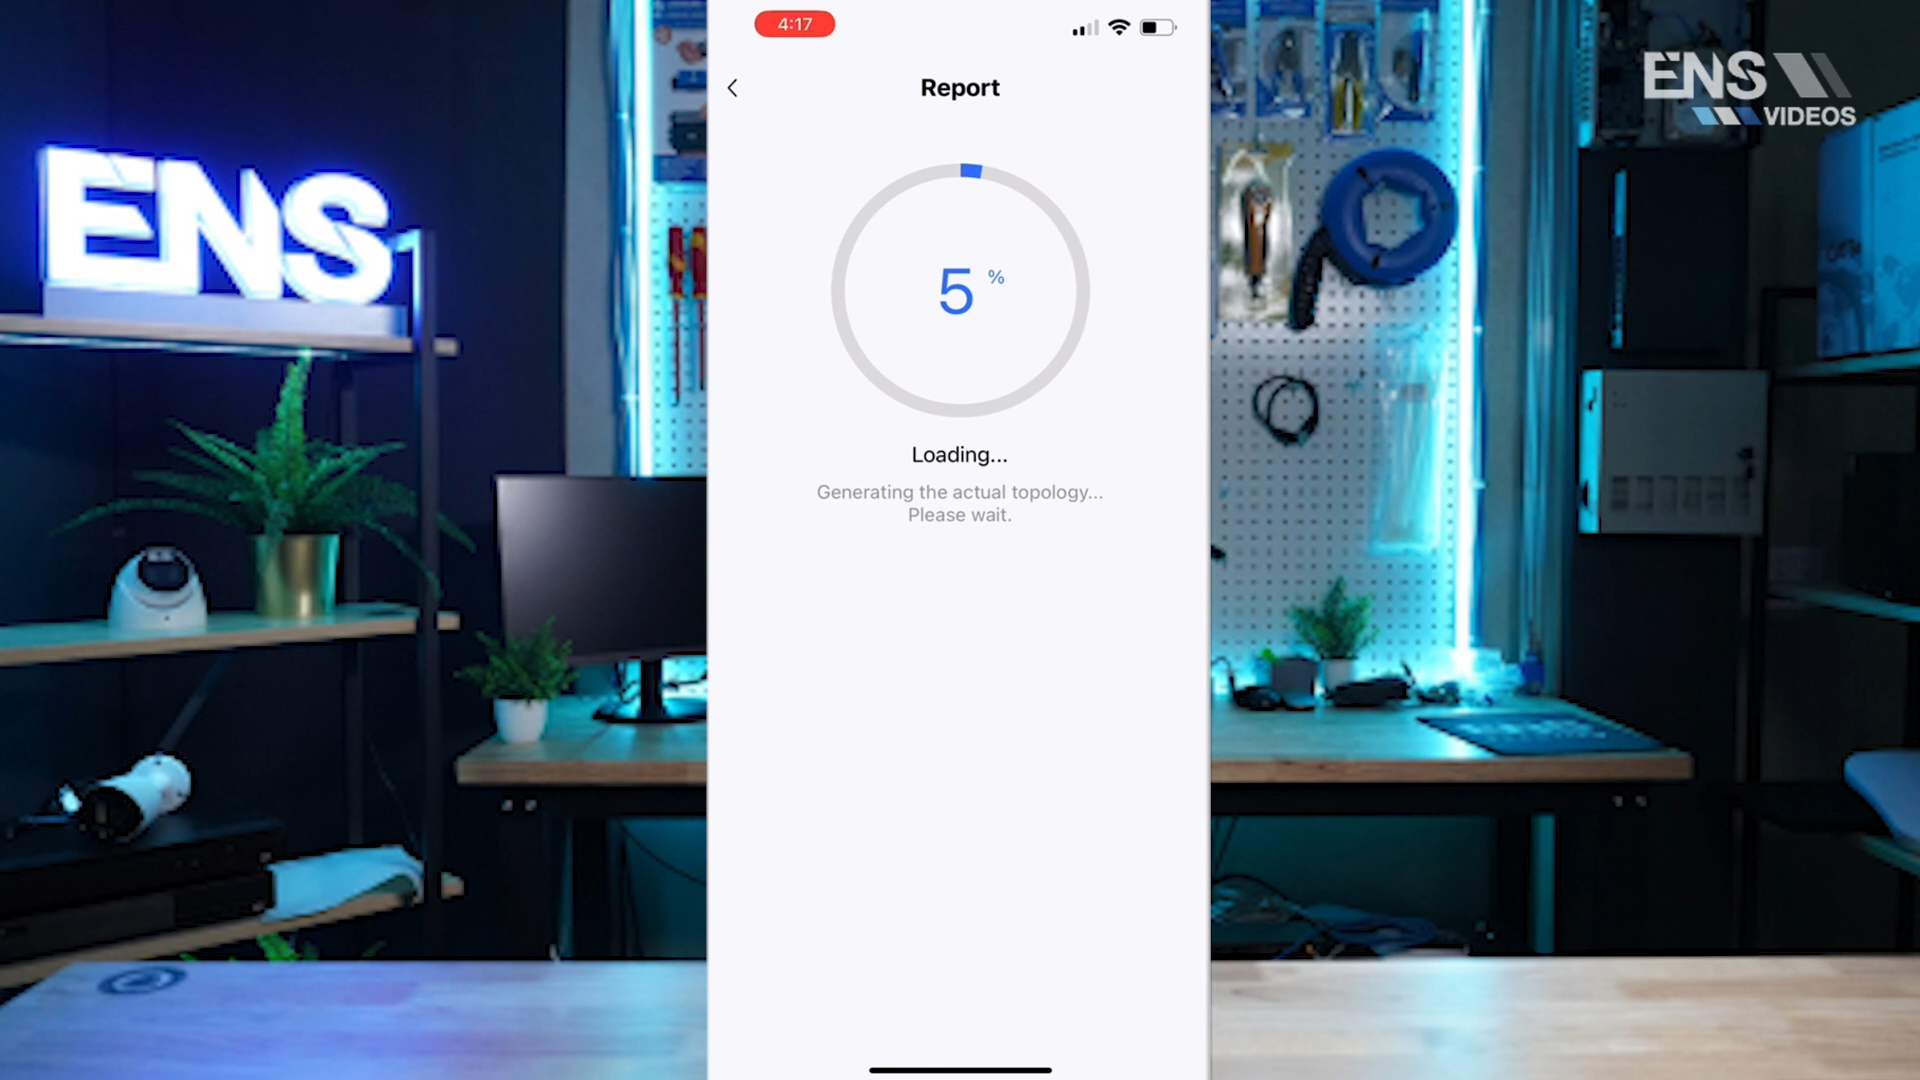 4:17
Report
ENS
VIDEOS
ENS
5 %
Loading...
Generating the actual topology...
Please wait.